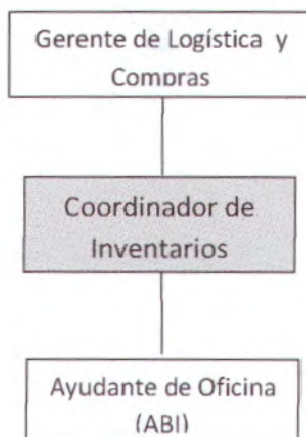 Gerente de Logística y
Compras
Coordinador de
Inventarios
Ayudante de Oficina
(ABI)